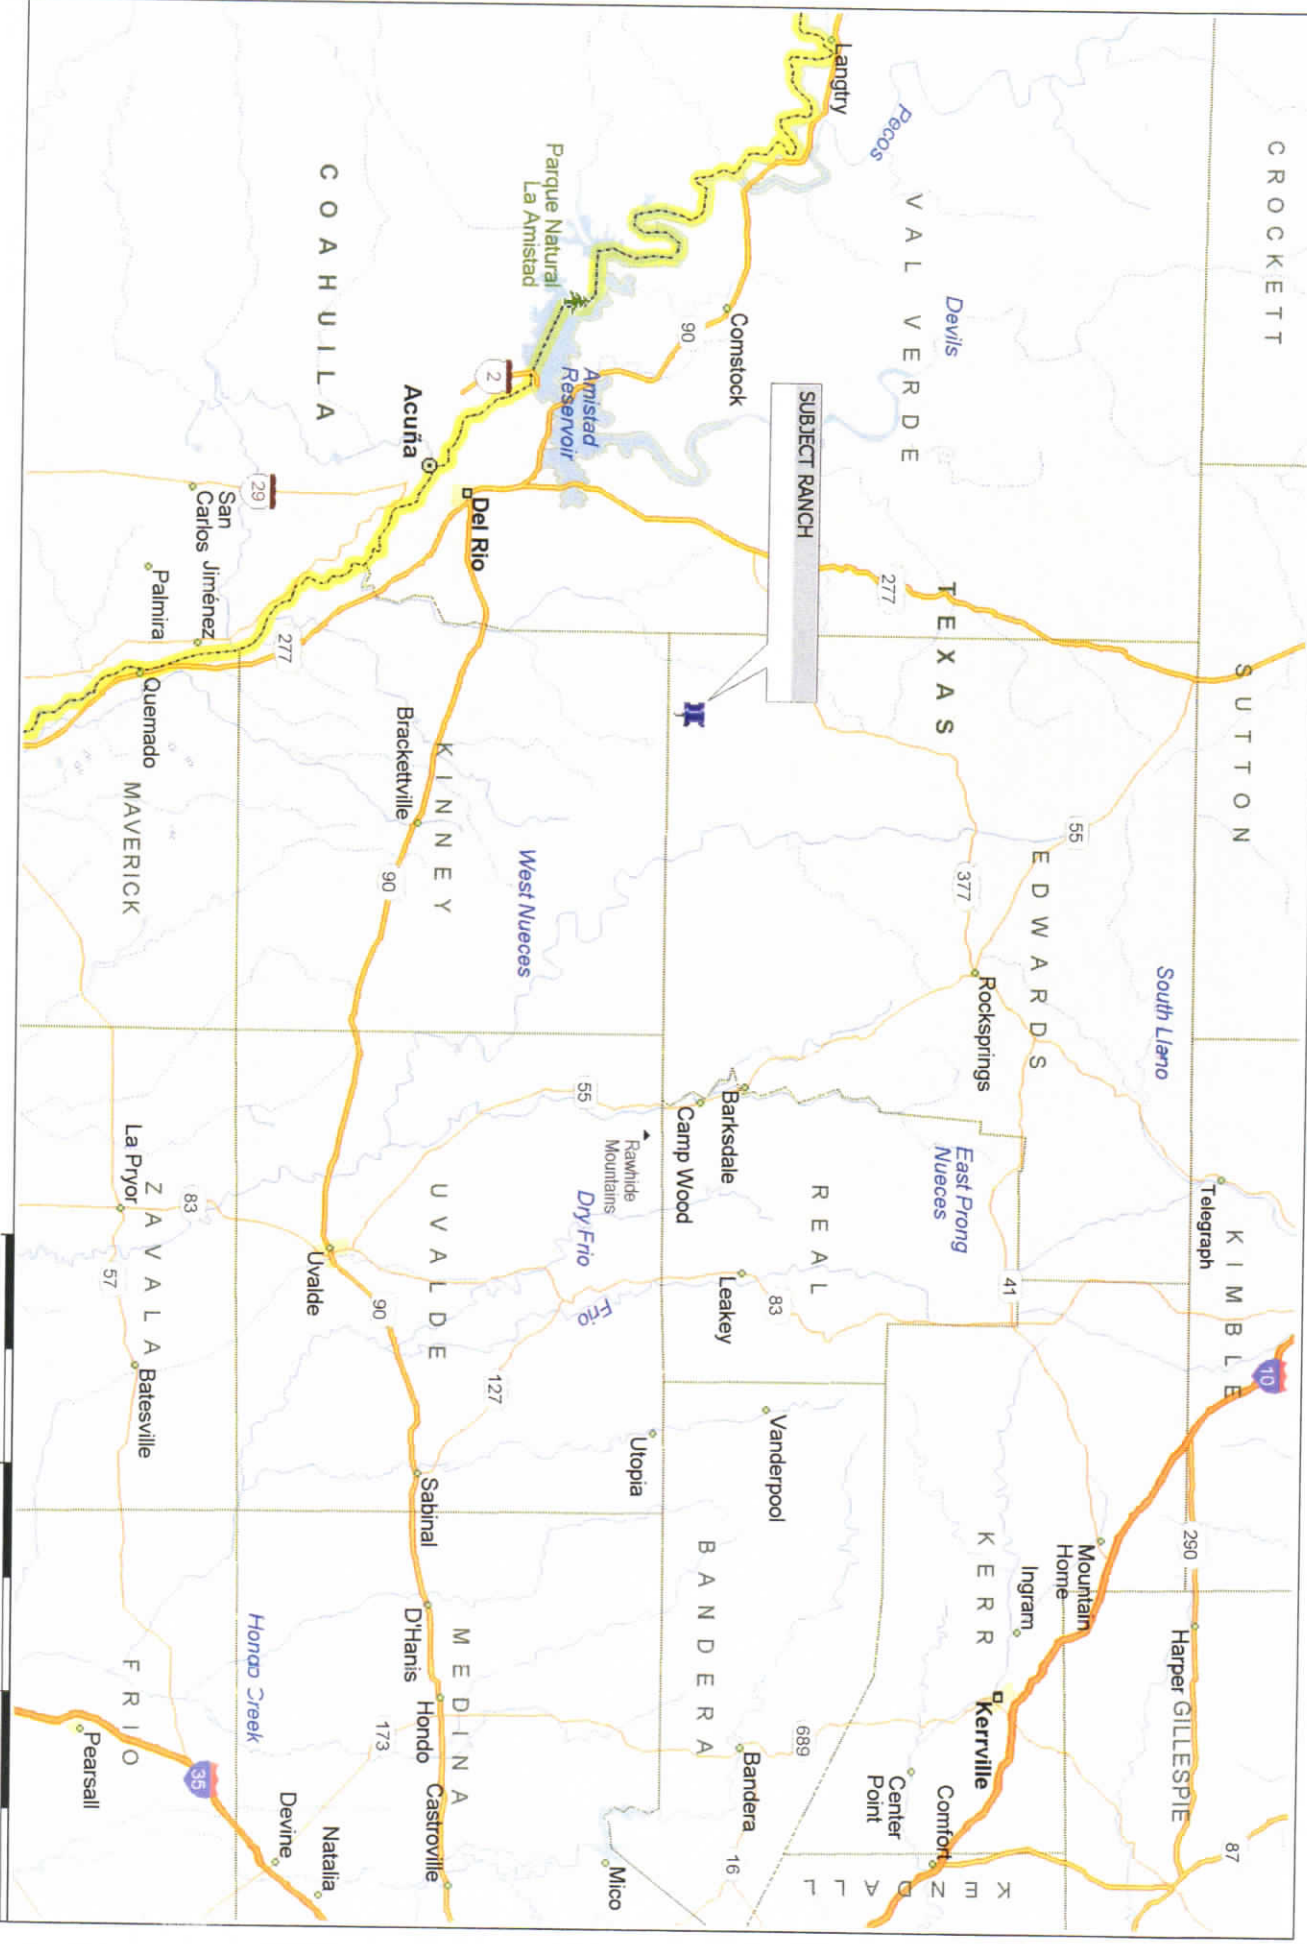 CROCKETT
SUTTON
KIMBLE
10
Langtry
Pecos
VAL VERDE
Devils
TEXAS
277
55
EDWARDS
South Llano
Telegraph
290
Harper
GILLESPIE
87
Comstock
90
SUBJECT RANCH
377
Rocksprings
East Prong
Nueces
41
Mountain
Home
Ingram
KERR
Kerrville
Center
Point
Comfort
KENDALL
Parque Natural
La Amistad
Amistad
Reservoir
2
Barksdale
Camp Wood
REAL
Leakey
83
Vanderpool
Utopia
BANDERA
689
Bandera
16
Mico
COAHUILA
Acuña
Del Rio
KINNEY
Brackettville
90
West Nueces
55
Rawhide
Mountains
Dry Frio
Frio
UVALDE
127
Uvalde
90
Sabinal
D'Hanis
Hondo
MEDINA
Castroville
173
29
San
Carlos
Jiménez
Palmira
277
Quemado
MAVERICK
La Pryor
ZAVALA
83
57
Batesville
Hondo Creek
FRIO
35
Pearsall
Devine
Natalia